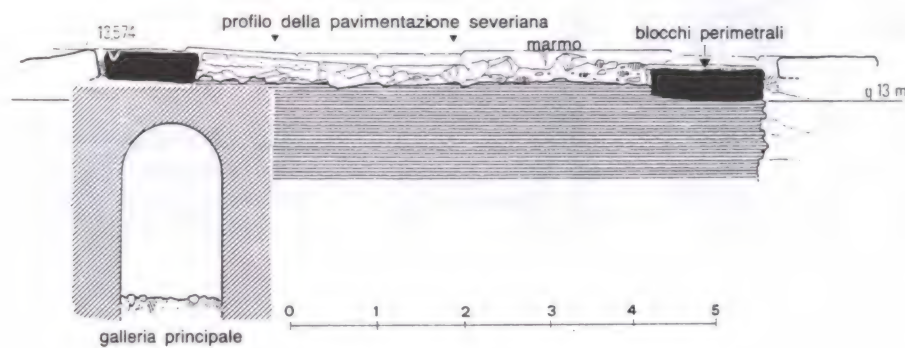 profilo della pavimentazione severiana
blocchi perimetrali
13,574
marmo
q 13 m
0 1 2 3 4 5
galleria principale